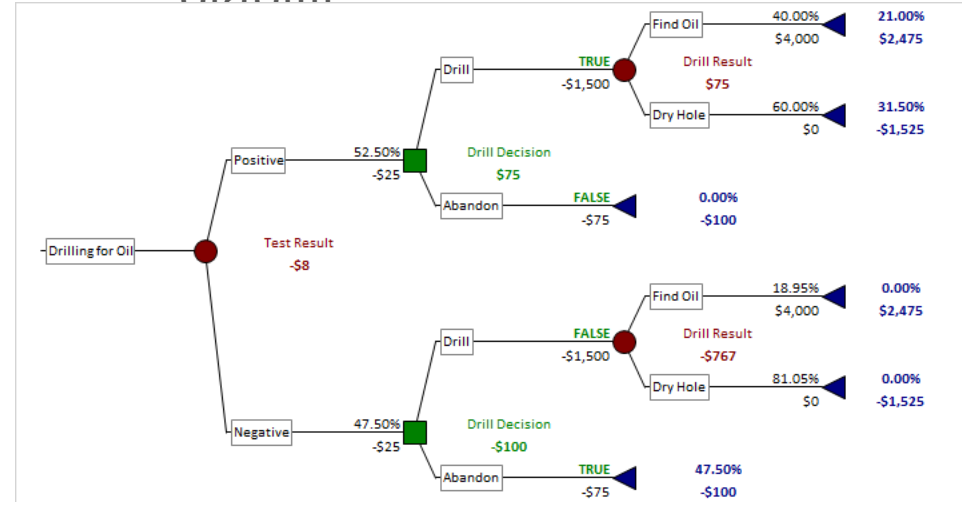 Find Oil
40.00%
$4,000
21.00%
$2,475
Drill
TRUE
-$1,500
Drill Result
$75
Dry Hole
60.00%
$0
31.50%
-$1,525
Positive
52.50%
-$25
Drill Decision
$75
Abandon
FALSE
-$75
0.00%
-$100
Drilling for Oil
Test Result
-$8
Find Oil
18.95%
$4,000
0.00%
$2,475
Drill
FALSE
-$1,500
Drill Result
-$767
Dry Hole
81.05%
$0
0.00%
-$1,525
Negative
47.50%
-$25
Drill Decision
-$100
Abandon
TRUE
-$75
47.50%
-$100